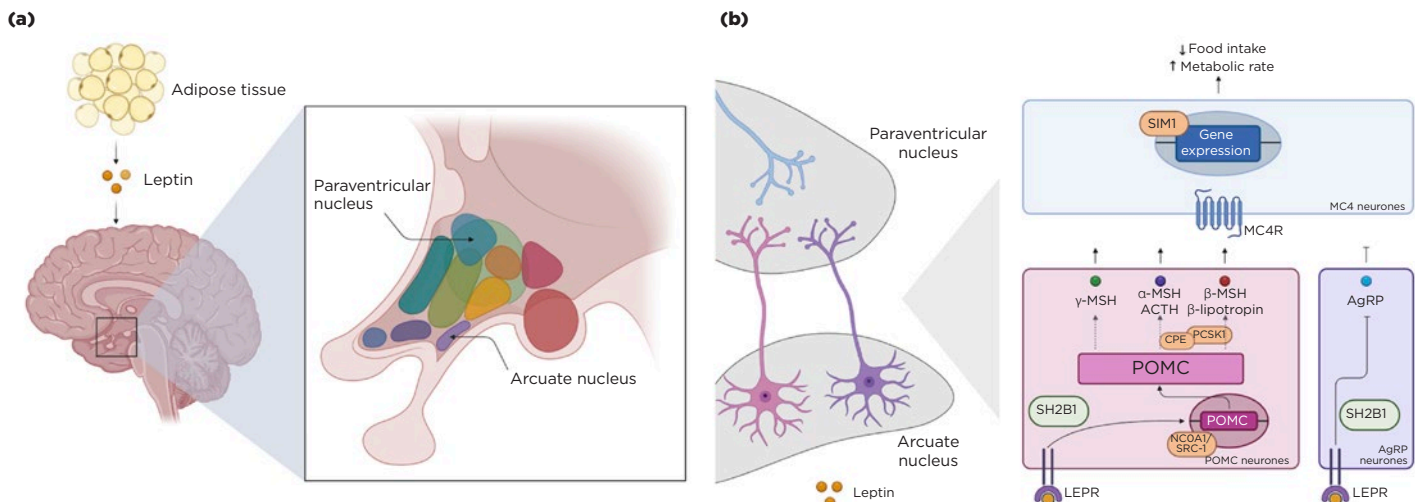 (a)
Adipose tissue
Leptin
Paraventricular
nucleus
Arcuate nucleus
(b)
Paraventricular
nucleus
Arcuate
nucleus
Leptin
↓ Food intake
↑ Metabolic rate
SIM1
Gene
expression
MC4 neurones
MC4R
γ-MSH
α-MSH
ACTH
β-MSH
β-lipotropin
AgRP
CPE
PCSK1
POMC
SH2B1
POMC
NC0A1/
SRC-1
POMC neurones
SH2B1
AgRP
neurones
LEPR
LEPR